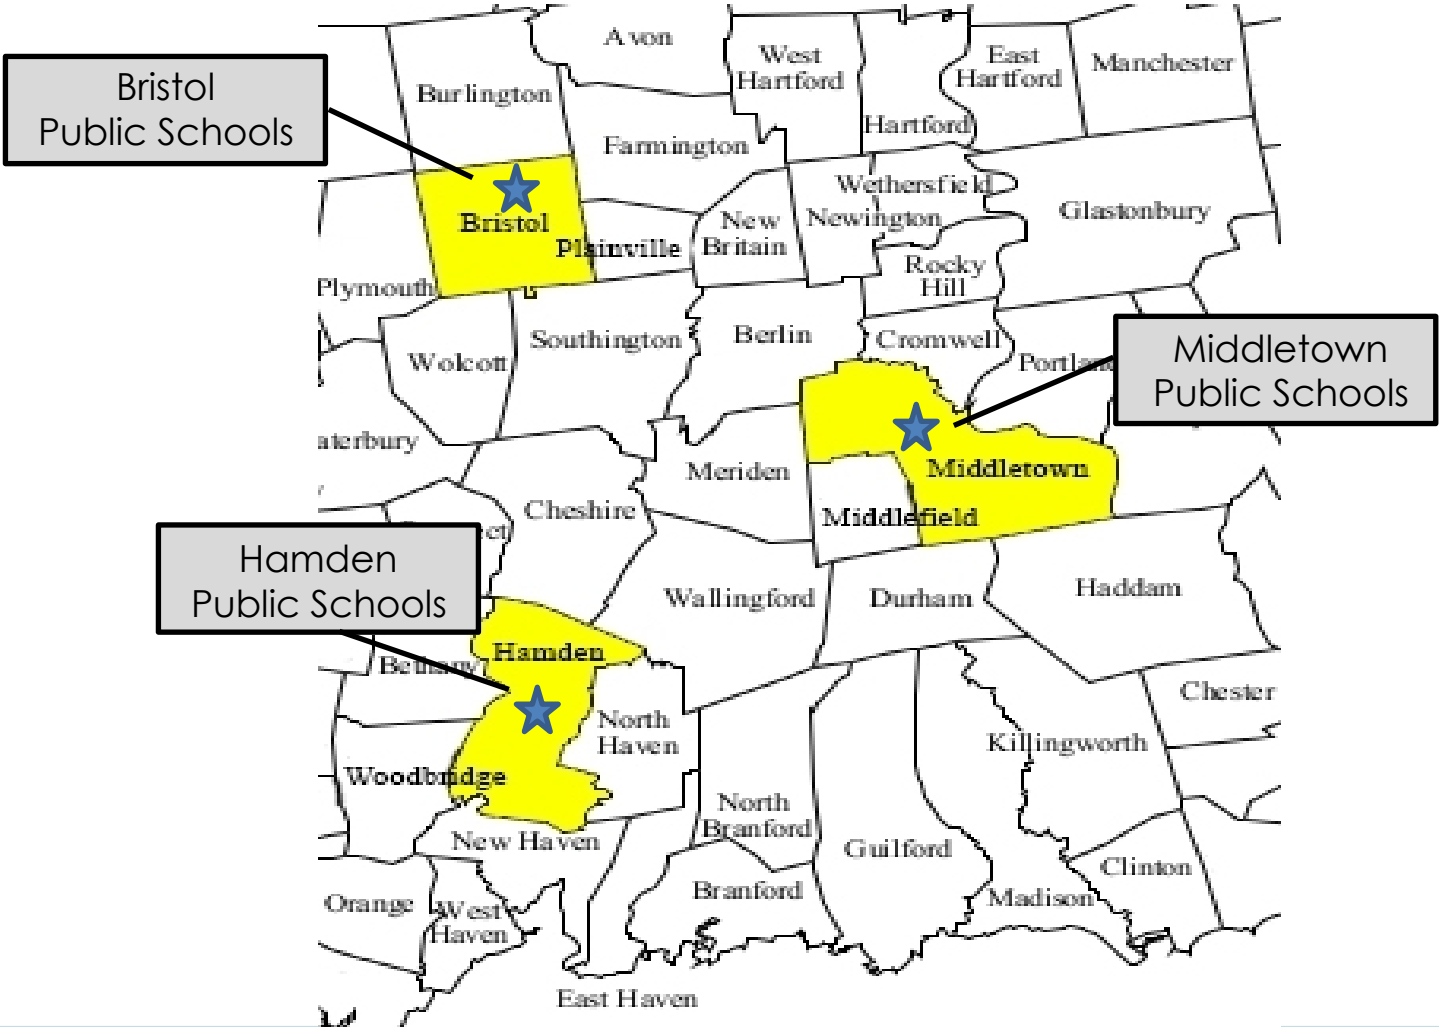 Avon
West
Hartford
East
Hartford
Manchester
Bristol
Public Schools
Burlington
Hartford
Farmington
Wethersfield
Bristol
New
Britain
Newington
Glastonbury
Plainville
Rocky
Hill
Plymouth
Southington
Berlin
Cromwell
Middletown
Public Schools
Wolcott
Meriden
Middletown
Cheshire
Middlefield
Hamden
Public Schools
Wallingford
Durham
Haddam
Hamden
Bethany
Chester
North
Haven
Killingworth
Woodbridge
North
Branford
New Haven
Guilford
Clinton
Branford
Madison
Orange
West
Haven
East Haven